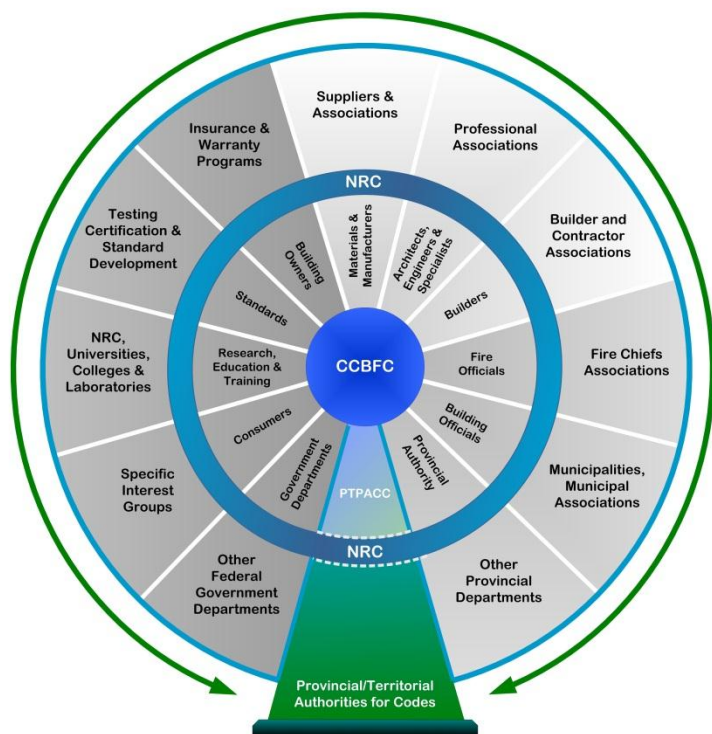 Suppliers &
Associations
Professional
Associations
Builder and
Contractor
Associations
Fire Chiefs
Associations
Municipalities,
Municipal
Associations
Other
Provincial
Departments
Provincial/Territorial
Authorities for Codes
Other
Federal
Government
Departments
Specific
Interest
Groups
NRC,
Universities,
Colleges &
Laboratories
Testing
Certification &
Standard
Development
Insurance &
Warranty
Programs
NRC
Materials &
Manufacturers
Architects,
Engineers &
Specialists
Builders
Fire
Officials
Building
Officials
Provincial
Authority
PTPACC
NRC
Government
Departments
Consumers
Research,
Education &
Training
Standards
Building
Owners
CCBFC